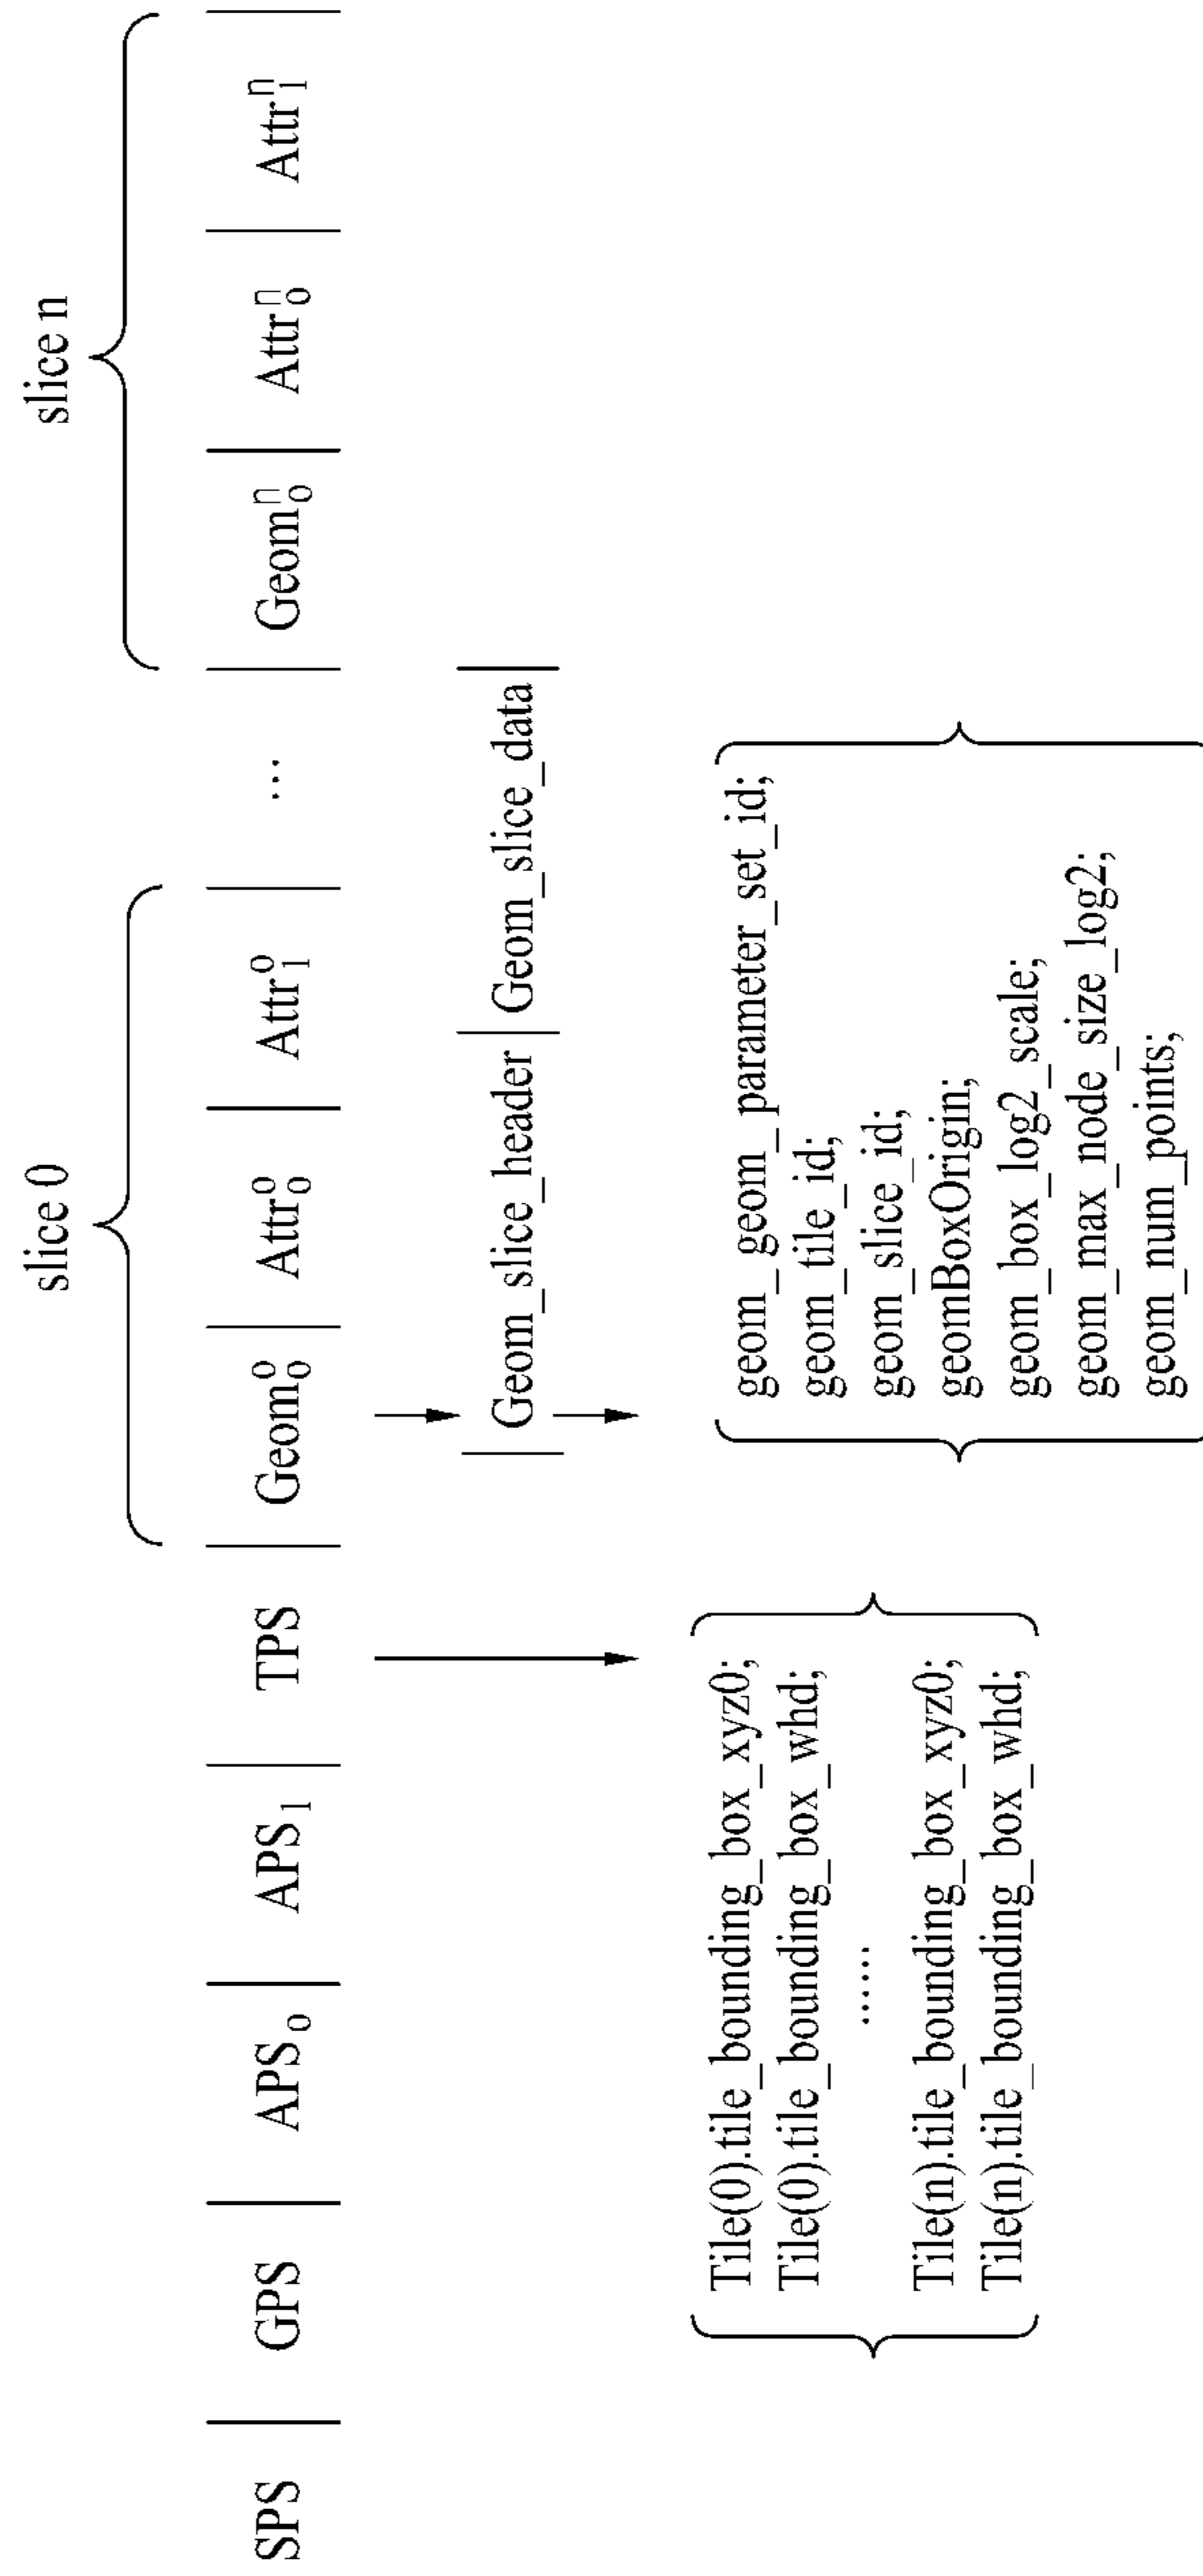 slice 0
slice n
SPS | GPS | APS₀ | APS₁ | TPS | Geom₀⁰ | Attr₀⁰ | Attr₁⁰ | ... | Geom₀ⁿ | Attr₀ⁿ | Attr₁ⁿ |
| Geom_slice_header | Geom_slice_data |
Tile(0).tile_bounding_box_xyz0;
Tile(0).tile_bounding_box_whd;
......
Tile(n).tile_bounding_box_xyz0;
Tile(n).tile_bounding_box_whd;
geom_geom_parameter_set_id;
geom_tile_id;
geom_slice_id;
geomBoxOrigin;
geom_box_log2_scale;
geom_max_node_size_log2;
geom_num_points;